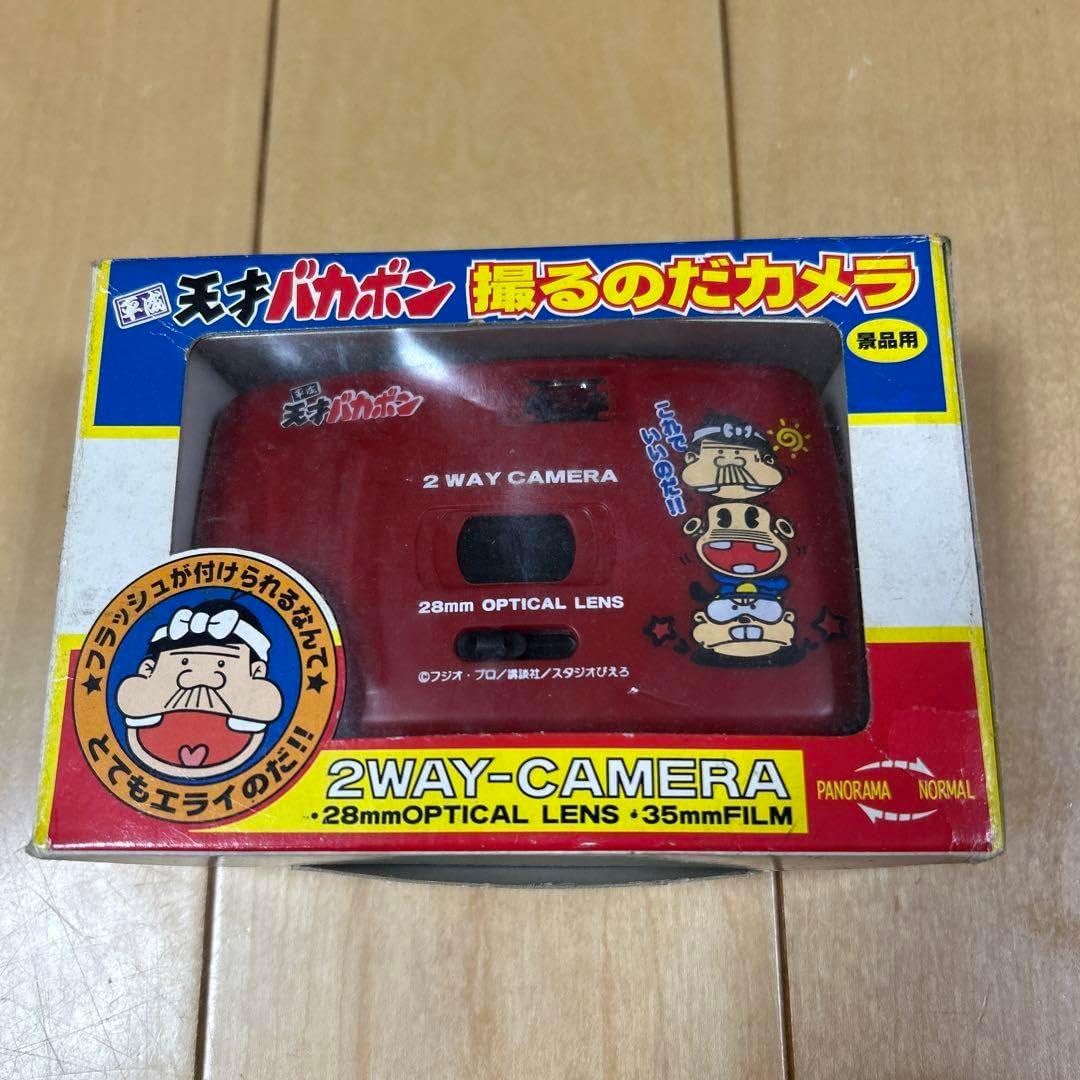 平成 天才バカボン 撮るのだカメラ
景品用
平成
天才バカボン
2 WAY CAMERA
これで
いいのだ!!
28mm OPTICAL LENS
©フジオ・プロ/講談社/スタジオぴえろ
★フラッシュが付けられるなんて★
とてもエライのだ!!
2WAY-CAMERA
・28mmOPTICAL LENS ・35mmFILM
PANORAMA NORMAL